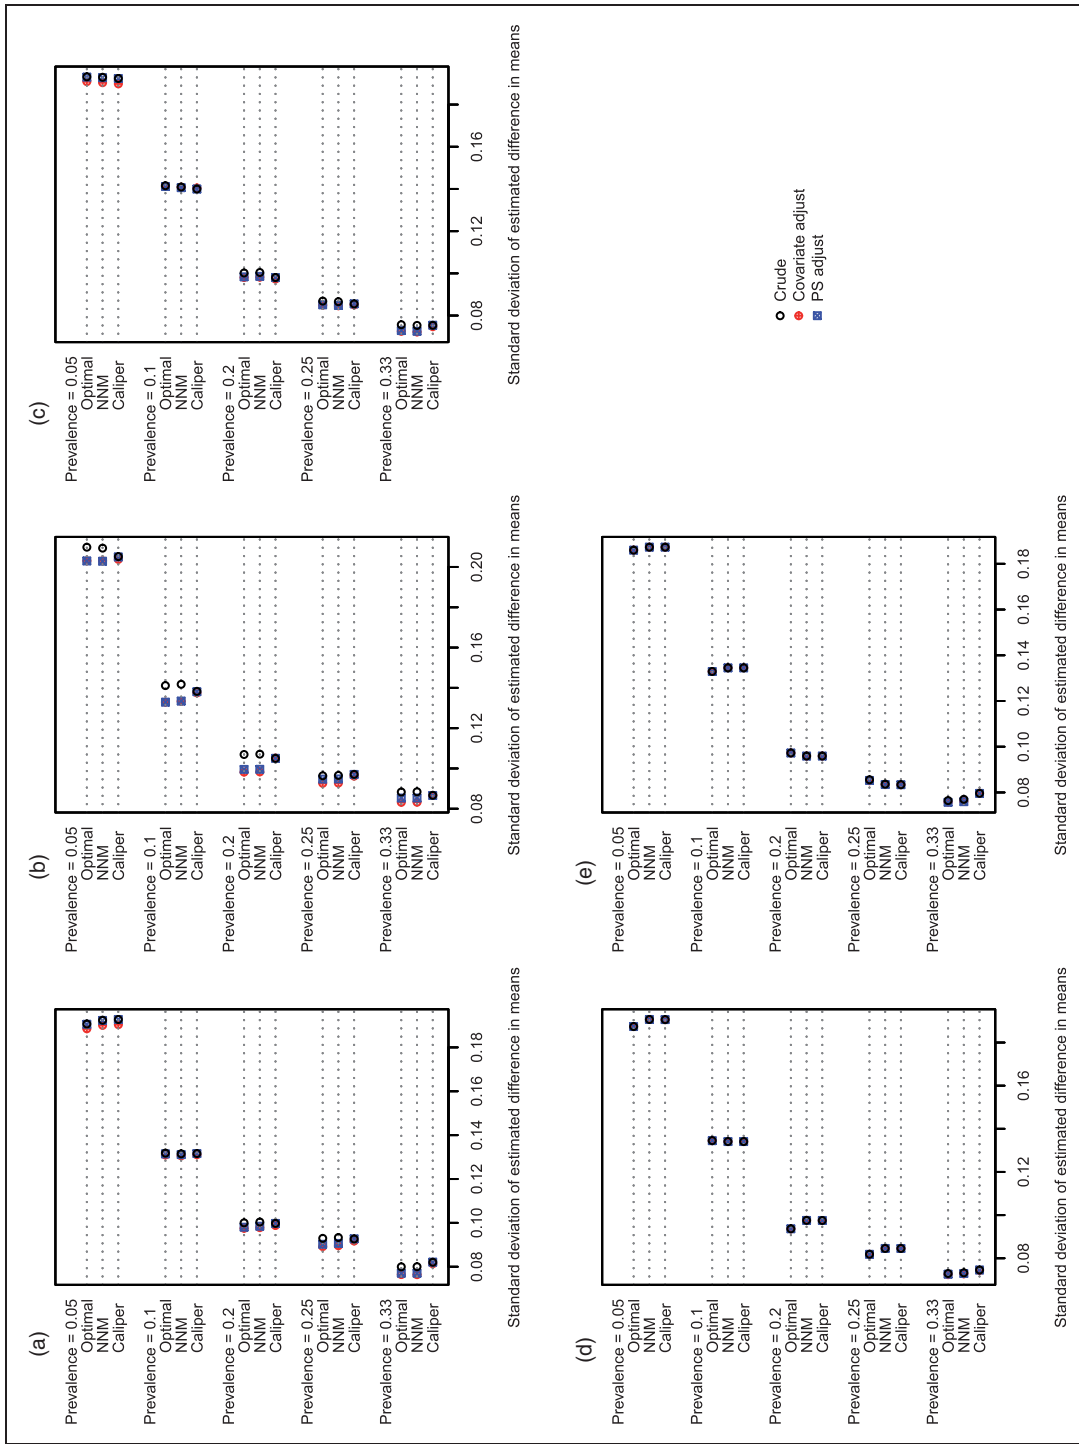 (a)
Prevalence = 0.05
Optimal
NNM
Caliper
Prevalence = 0.1
Optimal
NNM
Caliper
Prevalence = 0.2
Optimal
NNM
Caliper
Prevalence = 0.25
Optimal
NNM
Caliper
Prevalence = 0.33
Optimal
NNM
Caliper
0.08 0.10 0.12 0.14 0.16 0.18
Standard deviation of estimated difference in means
(b)
Prevalence = 0.05
Optimal
NNM
Caliper
Prevalence = 0.1
Optimal
NNM
Caliper
Prevalence = 0.2
Optimal
NNM
Caliper
Prevalence = 0.25
Optimal
NNM
Caliper
Prevalence = 0.33
Optimal
NNM
Caliper
0.08 0.12 0.16 0.20
Standard deviation of estimated difference in means
(c)
Prevalence = 0.05
Optimal
NNM
Caliper
Prevalence = 0.1
Optimal
NNM
Caliper
Prevalence = 0.2
Optimal
NNM
Caliper
Prevalence = 0.25
Optimal
NNM
Caliper
Prevalence = 0.33
Optimal
NNM
Caliper
0.08 0.12 0.16
Standard deviation of estimated difference in means
(d)
Prevalence = 0.05
Optimal
NNM
Caliper
Prevalence = 0.1
Optimal
NNM
Caliper
Prevalence = 0.2
Optimal
NNM
Caliper
Prevalence = 0.25
Optimal
NNM
Caliper
Prevalence = 0.33
Optimal
NNM
Caliper
0.08 0.12 0.16
Standard deviation of estimated difference in means
(e)
Prevalence = 0.05
Optimal
NNM
Caliper
Prevalence = 0.1
Optimal
NNM
Caliper
Prevalence = 0.2
Optimal
NNM
Caliper
Prevalence = 0.25
Optimal
NNM
Caliper
Prevalence = 0.33
Optimal
NNM
Caliper
0.08 0.10 0.12 0.14 0.16 0.18
Standard deviation of estimated difference in means
Crude
Covariate adjust
PS adjust